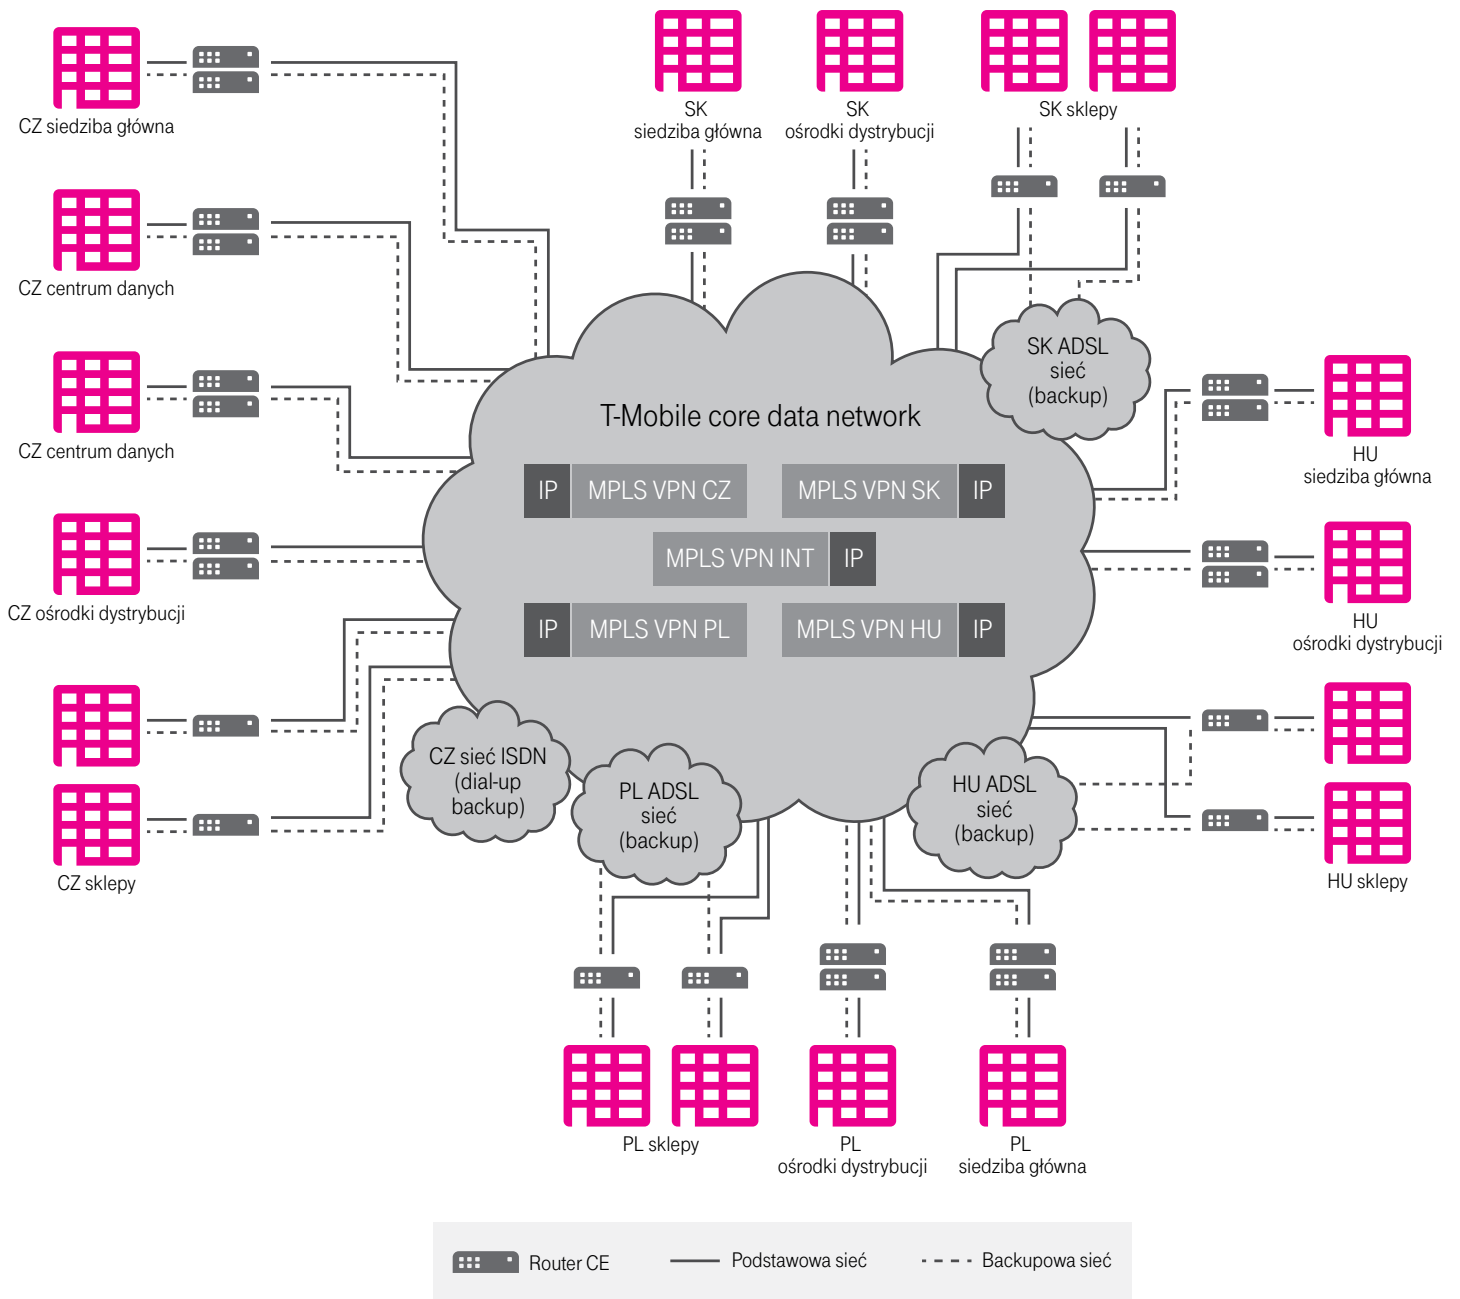 SK
siedziba główna
SK
ośrodki dystrybucji
SK sklepy
CZ siedziba główna
CZ centrum danych
CZ centrum danych
CZ ośrodki dystrybucji
CZ sklepy
T-Mobile core data network
SK ADSL
sieć
(backup)
IP MPLS VPN CZ
MPLS VPN SK IP
MPLS VPN INT IP
IP MPLS VPN PL
MPLS VPN HU IP
CZ sieć ISDN
(dial-up
backup)
PL ADSL
sieć
(backup)
HU ADSL
sieć
(backup)
HU
siedziba główna
HU
ośrodki dystrybucji
HU sklepy
PL sklepy
PL
ośrodki dystrybucji
PL
siedziba główna
Router CE
Podstawowa sieć
Backupowa sieć